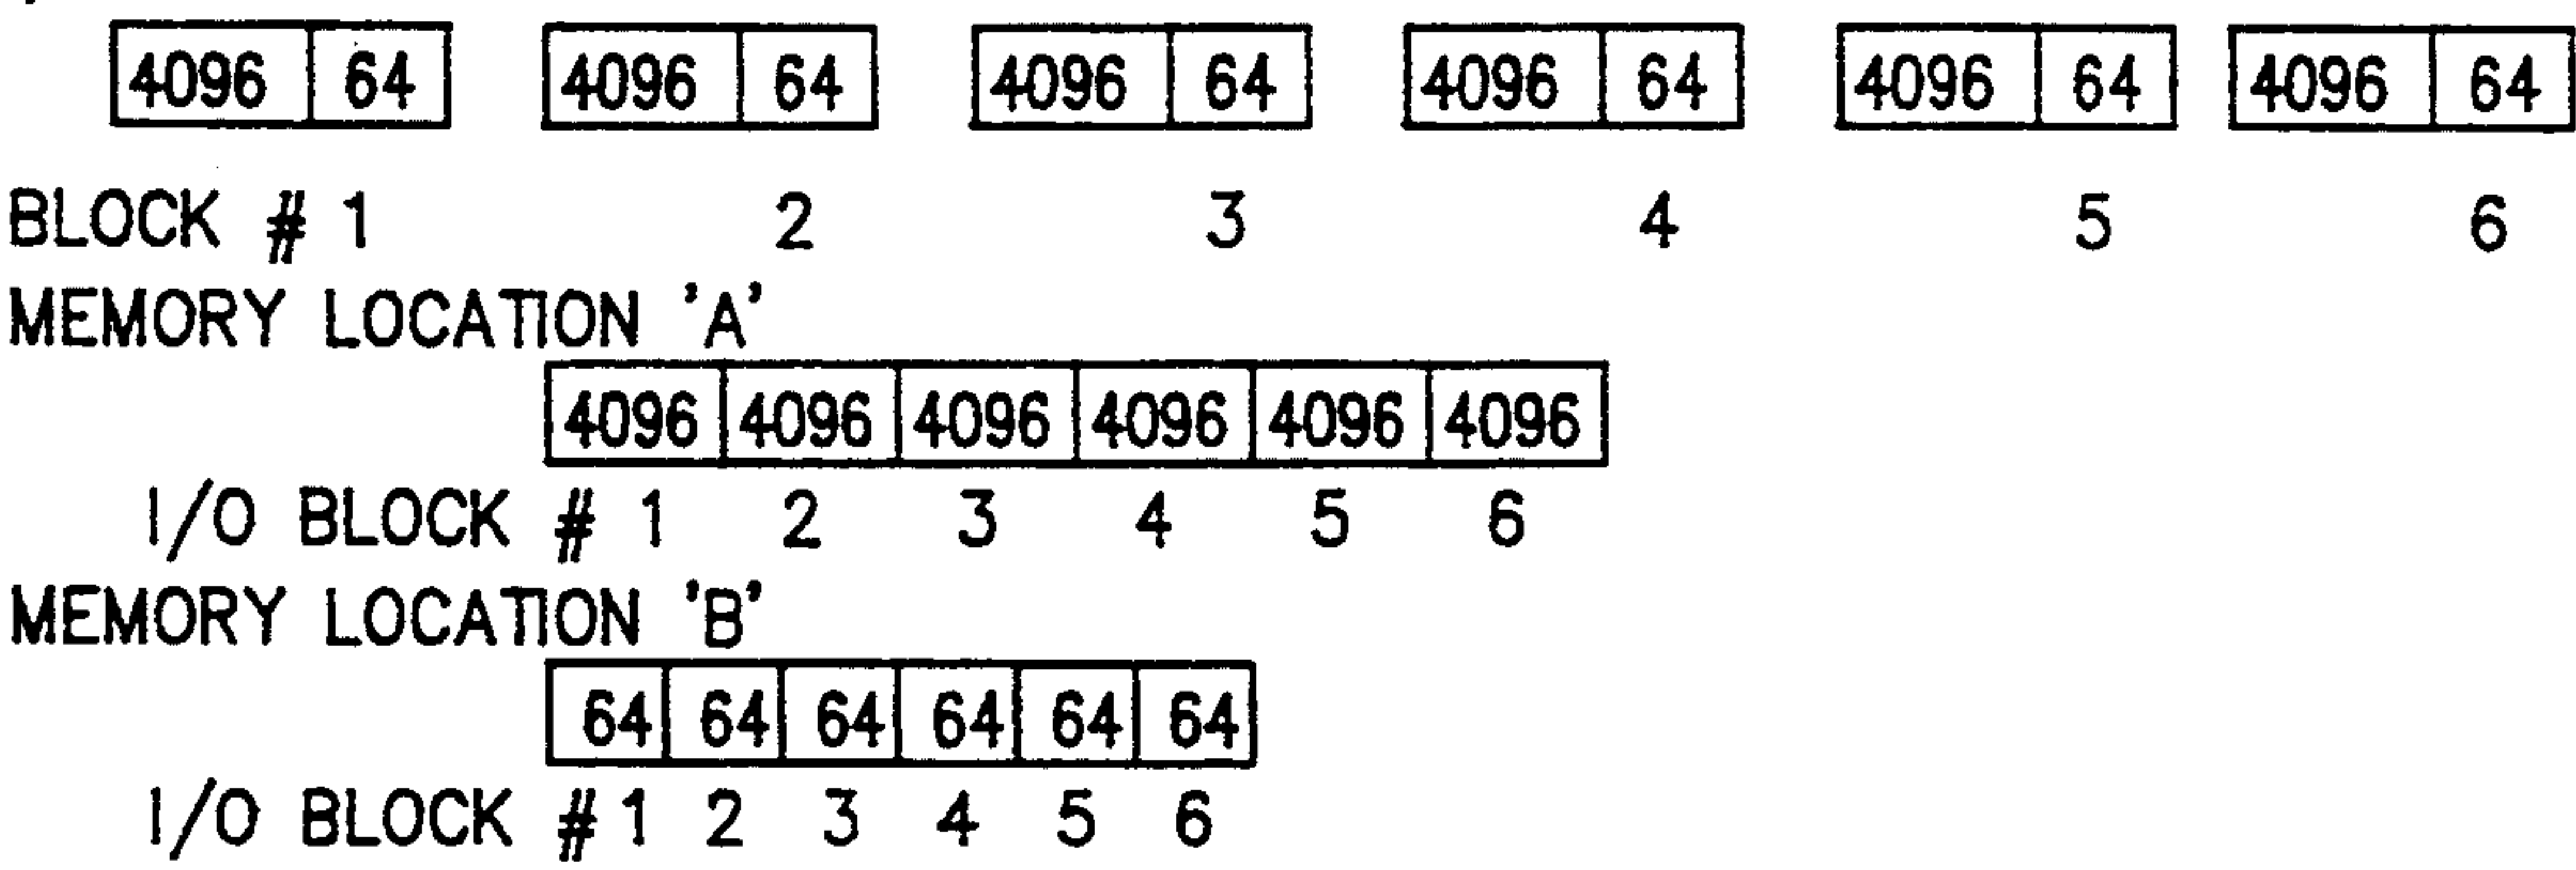 4096 64 4096 64 4096 64 4096 64 4096 64 4096 64
BLOCK # 1 2 3 4 5 6
MEMORY LOCATION 'A'
4096 4096 4096 4096 4096 4096
I/O BLOCK # 1 2 3 4 5 6
MEMORY LOCATION 'B'
64 64 64 64 64 64
I/O BLOCK # 1 2 3 4 5 6